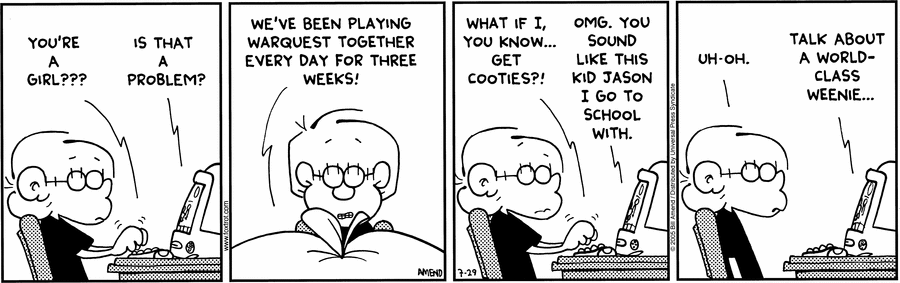 YOU'RE
A
GIRL???
IS THAT
A
PROBLEM?
www.foxtrot.com
WE'VE BEEN PLAYING
WARQUEST TOGETHER
EVERY DAY FOR THREE
WEEKS!
AMEND
WHAT IF I,
YOU KNOW...
GET
COOTIES?!
OMG. YOU
SOUND
LIKE THIS
KID JASON
I GO TO
SCHOOL
WITH.
7-29
Bill Amend / Distributed by Universal Press Syndicate
UH-OH.
TALK ABOUT
A WORLD-
CLASS
WEENIE...